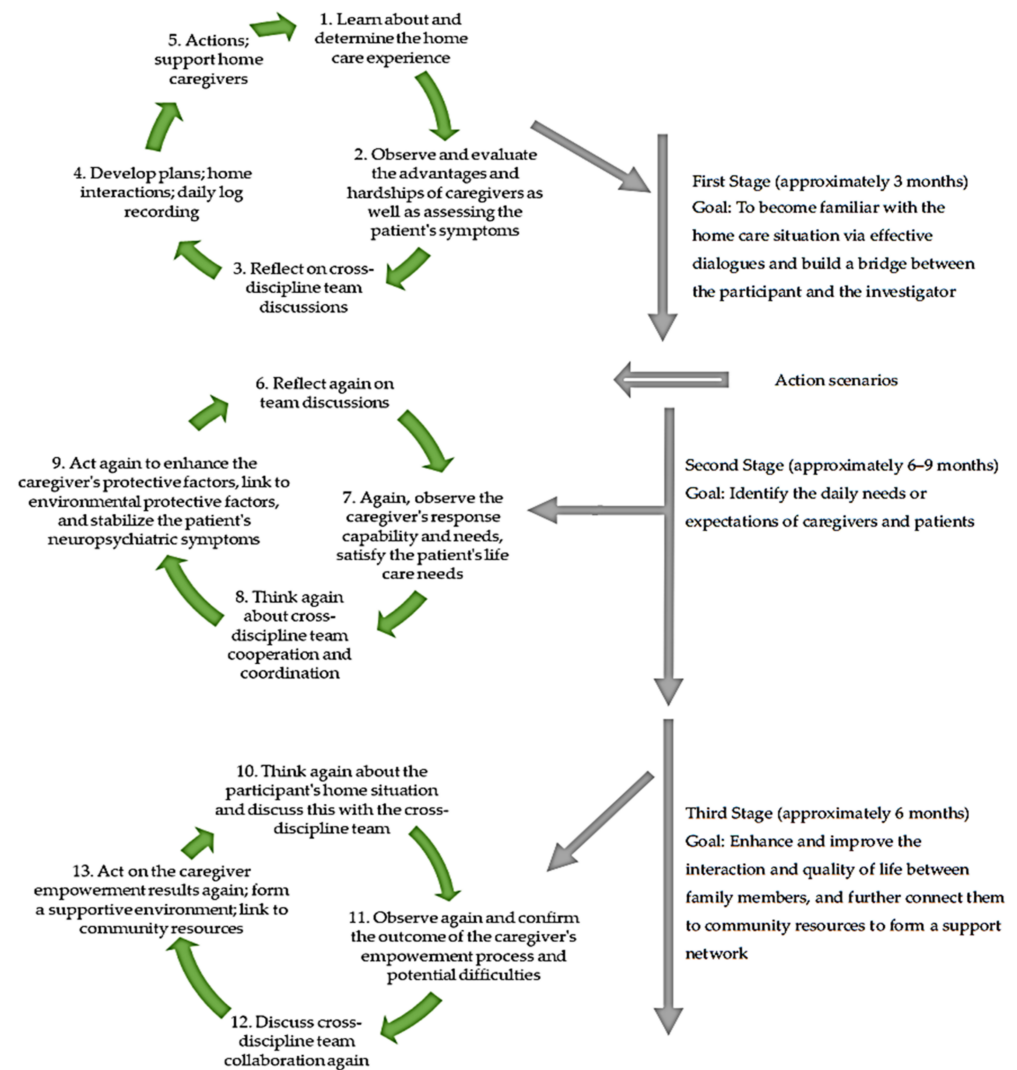 1. Learn about and
determine the home
care experience
5. Actions;
support home
caregivers
2. Observe and evaluate
the advantages and
hardships of caregivers as
well as assessing the
patient's symptoms
4. Develop plans; home
interactions; daily log
recording
3. Reflect on cross-
discipline team
discussions
First Stage (approximately 3 months)
Goal: To become familiar with the
home care situation via effective
dialogues and build a bridge between
the participant and the investigator
Action scenarios
6. Reflect again on
team discussions
9. Act again to enhance the
caregiver's protective factors, link to
environmental protective factors,
and stabilize the patient's
neuropsychiatric symptoms
7. Again, observe the
caregiver's response
capability and needs,
satisfy the patient's life
care needs
8. Think again
about cross-
discipline team
cooperation and
coordination
Second Stage (approximately 6–9 months)
Goal: Identify the daily needs or
expectations of caregivers and patients
10. Think again about the
participant's home situation
and discuss this with the cross-
discipline team
13. Act on the caregiver
empowerment results again; form
a supportive environment; link to
community resources
11. Observe again and confirm
the outcome of the caregiver's
empowerment process and
potential difficulties
12. Discuss cross-
discipline team
collaboration again
Third Stage (approximately 6 months)
Goal: Enhance and improve the
interaction and quality of life between
family members, and further connect them
to community resources to form a support
network